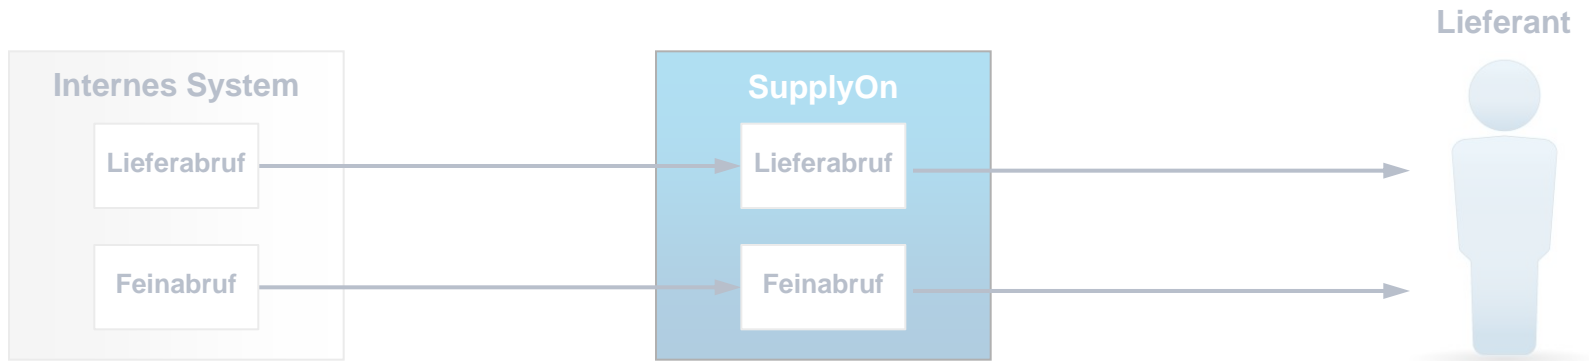 Lieferant
Internes System
SupplyOn
Lieferabruf
Lieferabruf
Feinabruf
Feinabruf